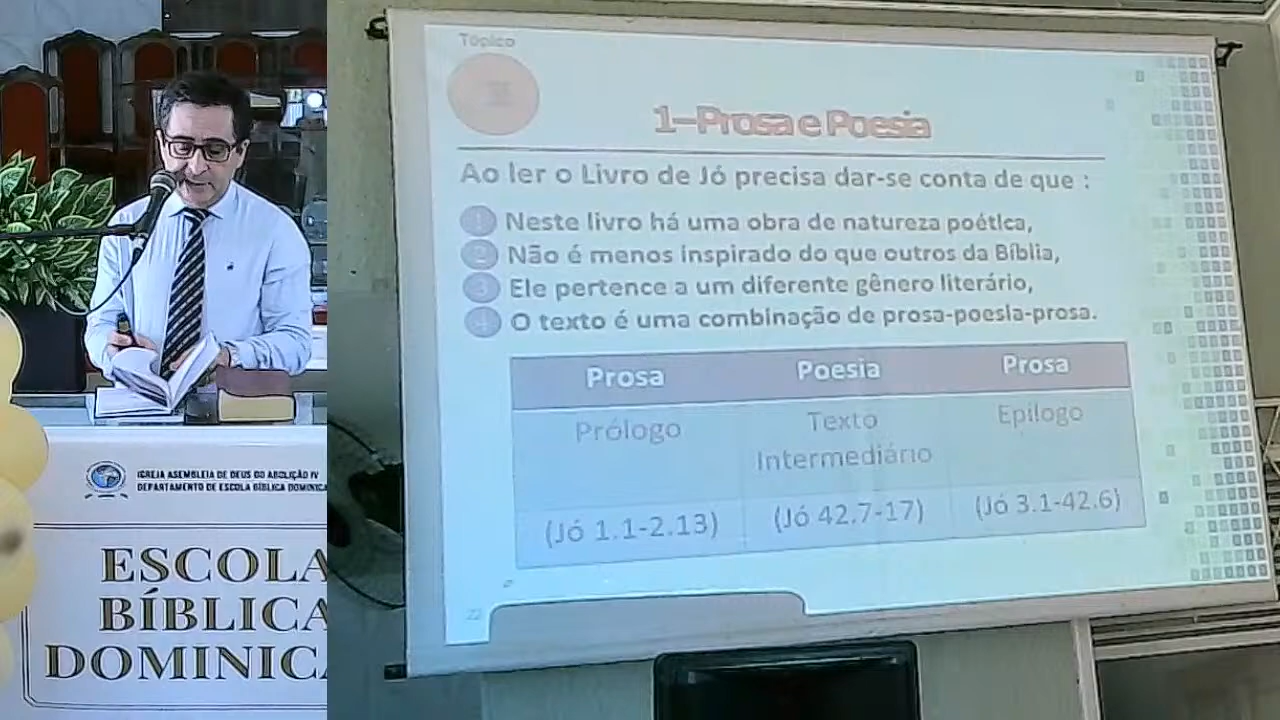 Tópico
1–Prosa e Poesia
Ao ler o Livro de Jó precisa dar-se conta de que :
1 Neste livro há uma obra de natureza poética,
2 Não é menos inspirado do que outros da Bíblia,
3 Ele pertence a um diferente gênero literário,
4 O texto é uma combinação de prosa-poesia-prosa.
Prosa Poesia Prosa
Prólogo Texto Intermediário Epílogo
(Jó 1.1-2.13) (Jó 42.7-17) (Jó 3.1-42.6)
22
IGREJA ASSEMBLEIA DE DEUS DO ABOLIÇÃO IV
DEPARTAMENTO DE ESCOLA BÍBLICA DOMINICA
ESCOLA
BÍBLICA
DOMINICA